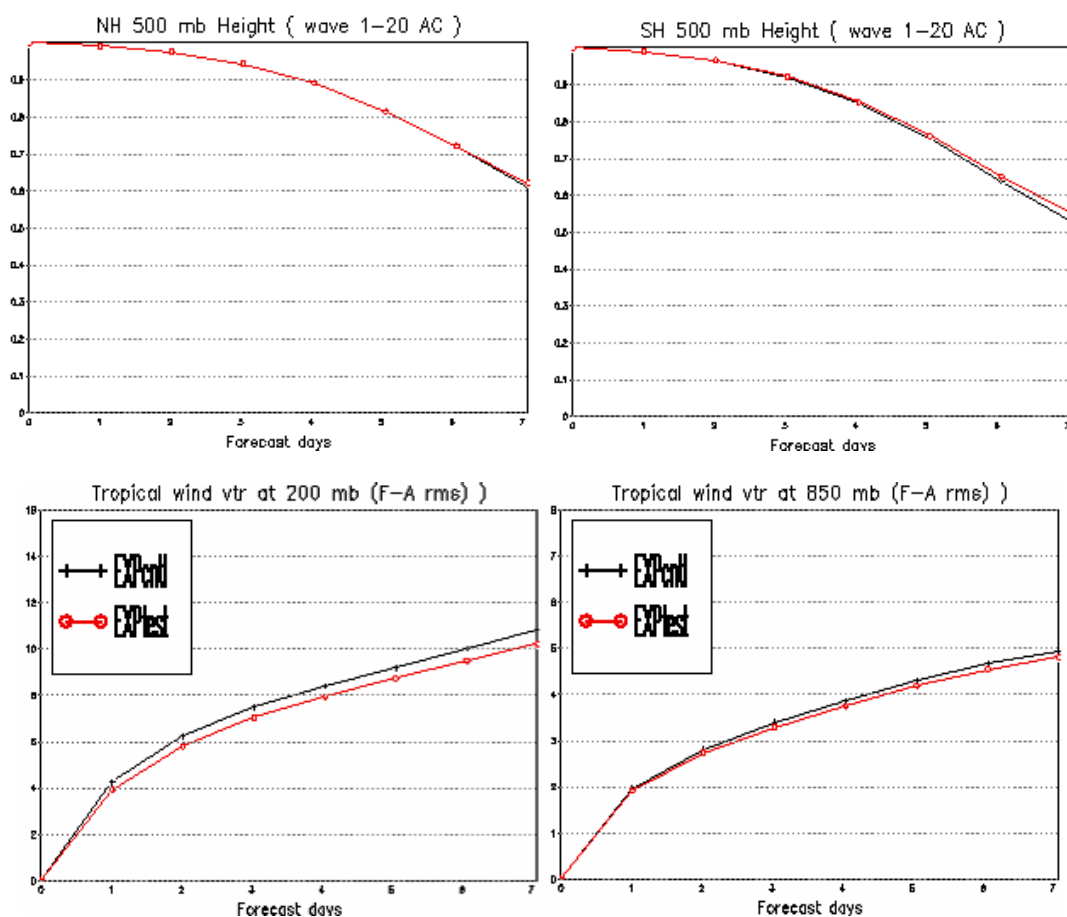 NH 500 mb Height ( wave 1-20 AC )
0.9
0.8
0.7
0.6
0.5
0.4
0.3
0.2
0.1
0
0 1 2 3 4 5 6 7
Forecast days
SH 500 mb Height ( wave 1-20 AC )
0.9
0.8
0.7
0.6
0.5
0.4
0.3
0.2
0.1
0
0 1 2 3 4 5 6 7
Forecast days
Tropical wind vtr at 200 mb (F-A rms) )
16
14
12
10
8
6
4
2
0
EXPcntl
EXPtest
0 1 2 3 4 5 6 7
Forecast days
Tropical wind vtr at 850 mb (F-A rms) )
8
7
6
5
4
3
2
1
0
EXPcntl
EXPtest
0 1 2 3 4 5 6 7
Forecast days